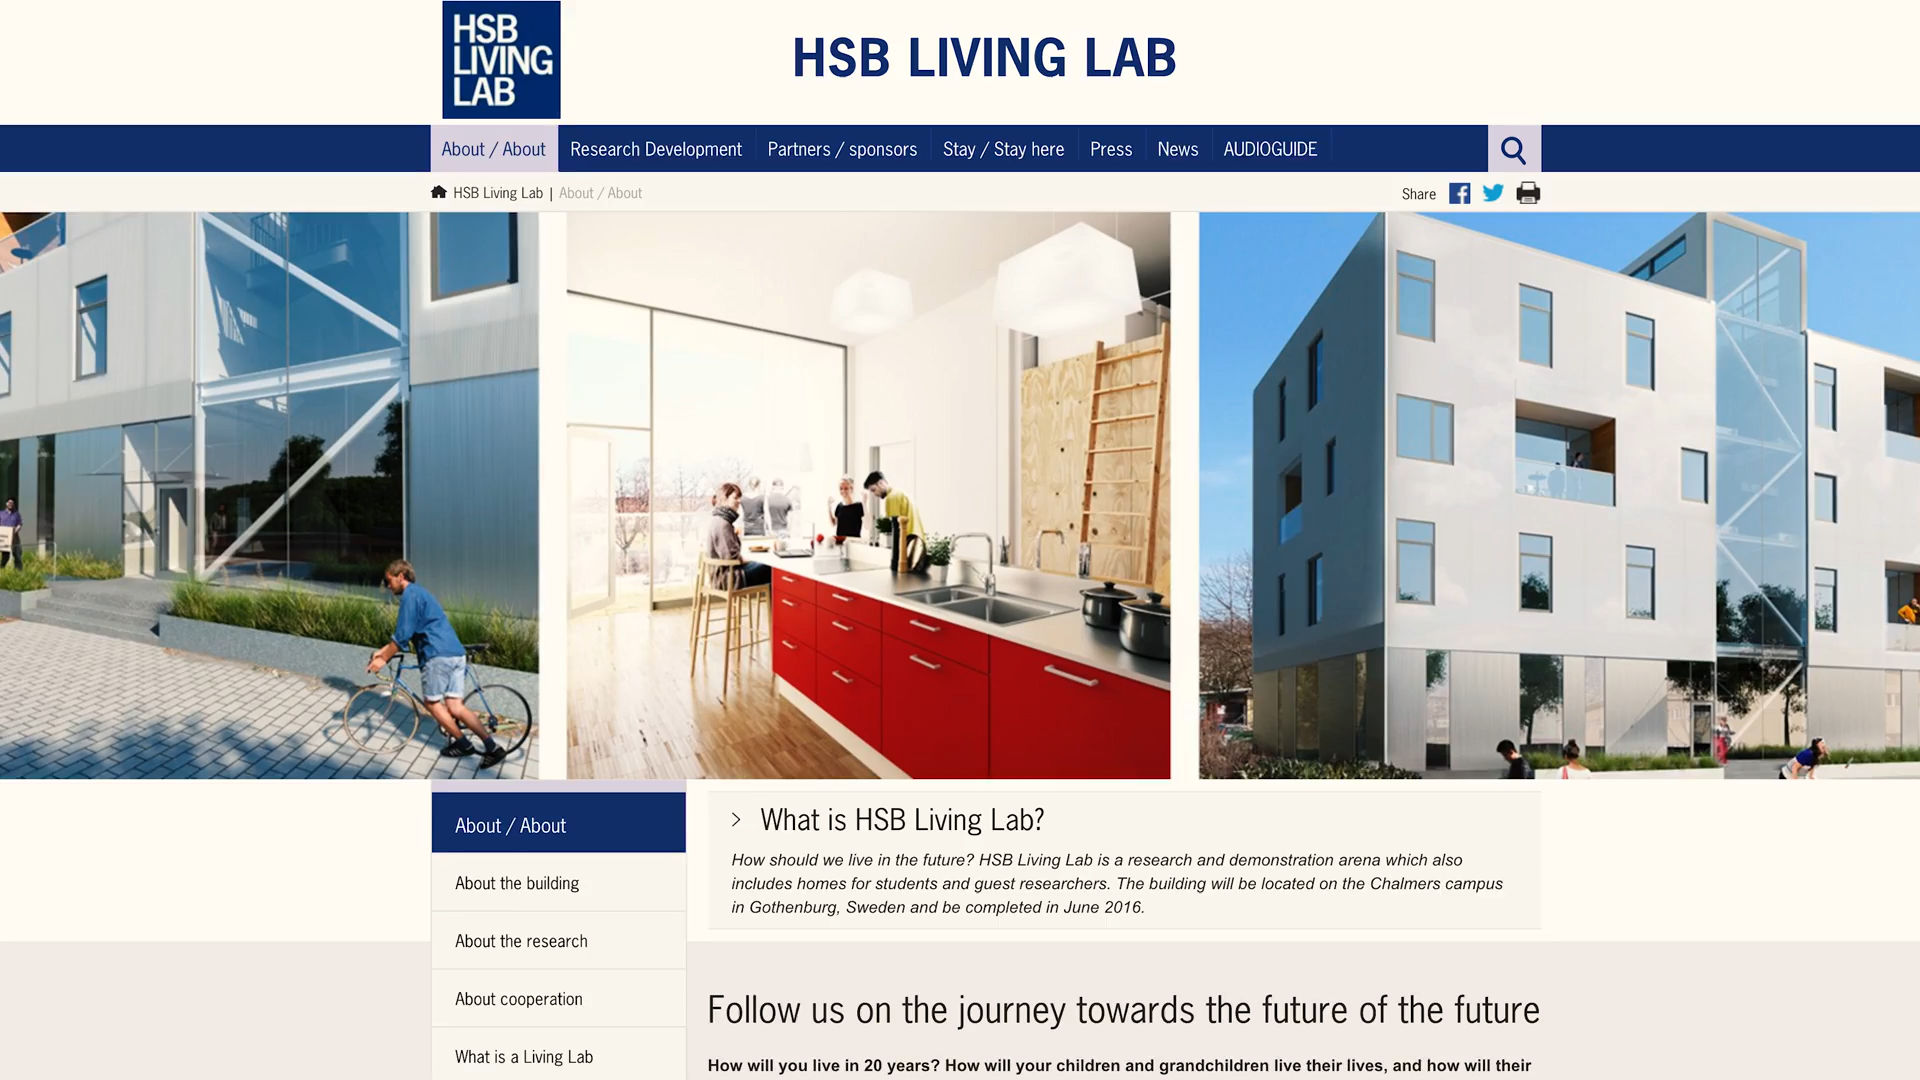 HSB
LIVING
LAB
HSB LIVING LAB
About / About
Research Development
Partners / sponsors
Stay / Stay here
Press
News
AUDIOGUIDE
HSB Living Lab | About / About
Share
About / About
About the building
About the research
About cooperation
What is a Living Lab
What is HSB Living Lab?
How should we live in the future? HSB Living Lab is a research and demonstration arena which also
includes homes for students and guest researchers. The building will be located on the Chalmers campus
in Gothenburg, Sweden and be completed in June 2016.
Follow us on the journey towards the future of the future
How will you live in 20 years? How will your children and grandchildren live their lives, and how will their